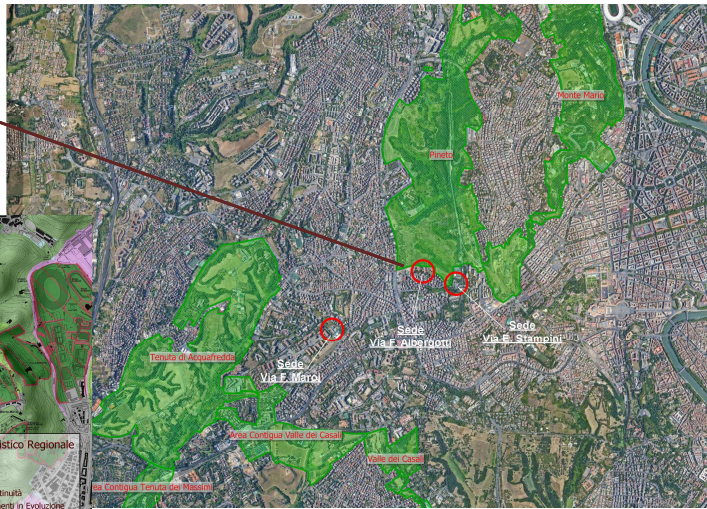 Monte Mario
Pineto
Sede
Via F. Albergotti
Sede
Via E. Stampini
Tenuta di Acquafredda
Sede
Via F. Maroi
Area Contigua Valle dei Casali
Valle dei Casali
ea Contigua Tenuta dei Massimi
istico Regionale
tinuità
enti in Evoluzione